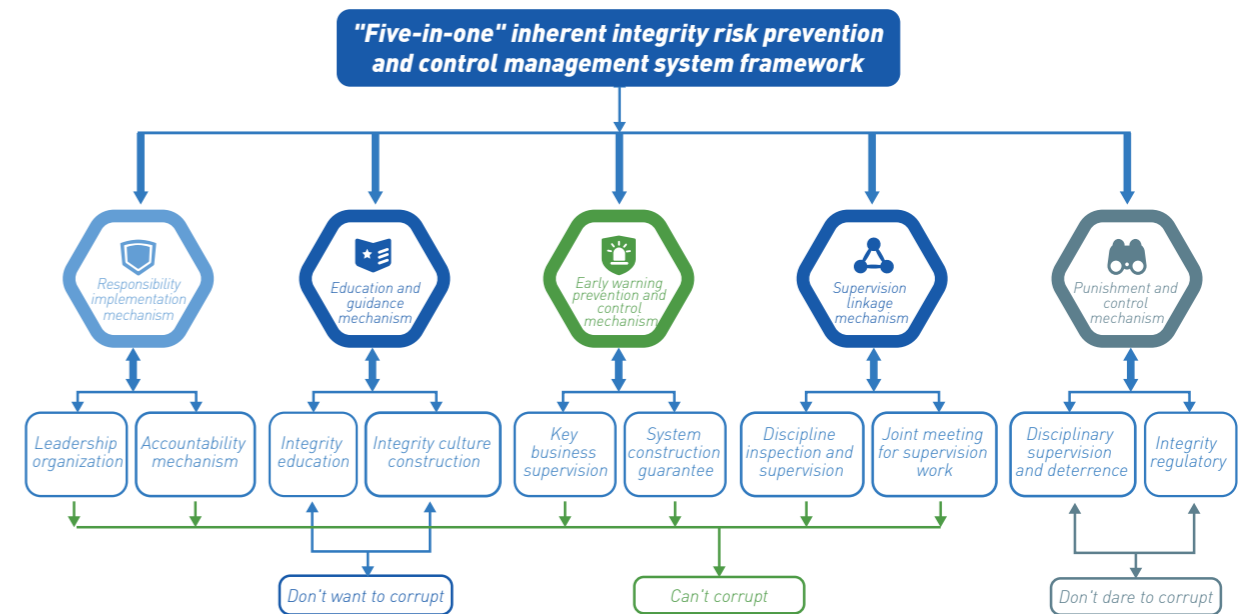 "Five-in-one" inherent integrity risk prevention
and control management system framework
Responsibility
implementation
mechanism
Education and
guidance
mechanism
Early warning
prevention and
control
mechanism
Supervision
linkage
mechanism
Punishment and
control
mechanism
Leadership
organization
Accountability
mechanism
Integrity
education
Integrity culture
construction
Key
business
supervision
System
construction
guarantee
Discipline
inspection and
supervision
Joint meeting
for supervision
work
Disciplinary
supervision
and deterrence
Integrity
regulatory
Don't want to corrupt
Can't corrupt
Don't dare to corrupt